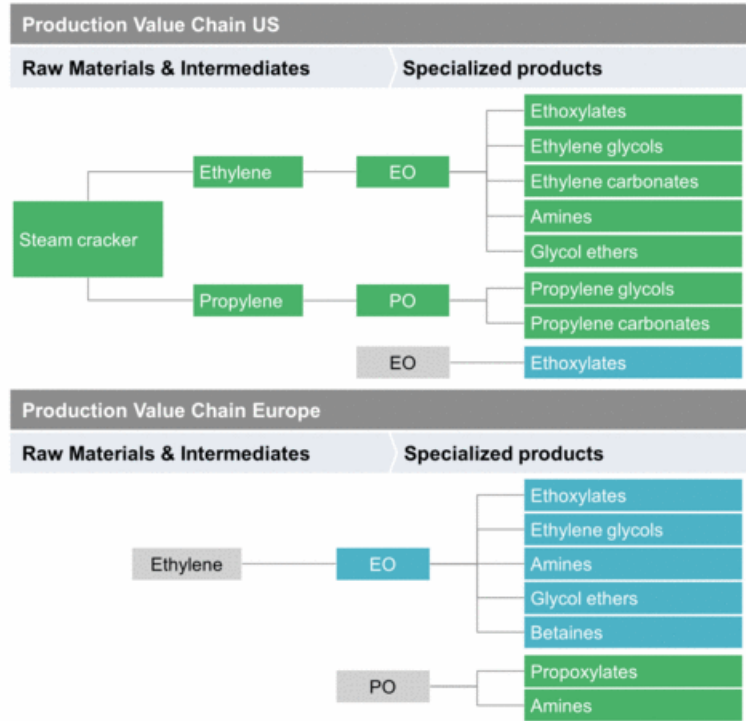 Production Value Chain US
Raw Materials & Intermediates
Specialized products
Ethoxylates
Ethylene glycols
Ethylene
EO
Ethylene carbonates
Amines
Steam cracker
Glycol ethers
Propylene
PO
Propylene glycols
Propylene carbonates
EO
Ethoxylates
Production Value Chain Europe
Raw Materials & Intermediates
Specialized products
Ethoxylates
Ethylene glycols
Ethylene
EO
Amines
Glycol ethers
Betaines
PO
Propoxylates
Amines